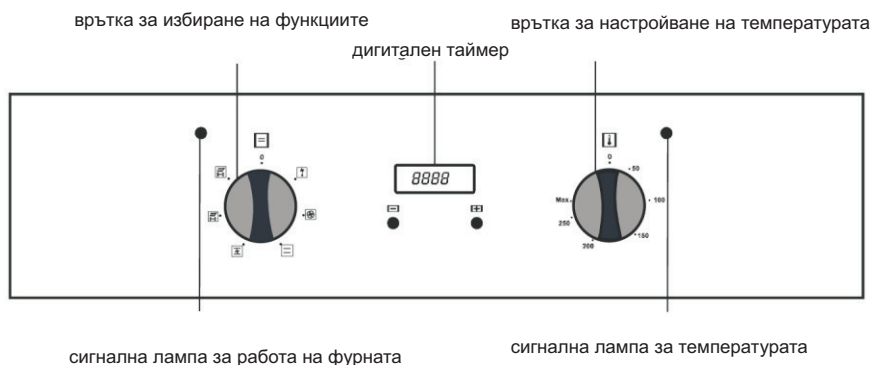 врътка за избиране на функциите
врътка за настройване на температурата
дигитален таймер
0
8888
0
50
100
150
200
250
Max.
сигнална лампа за работа на фурната
сигнална лампа за температурата